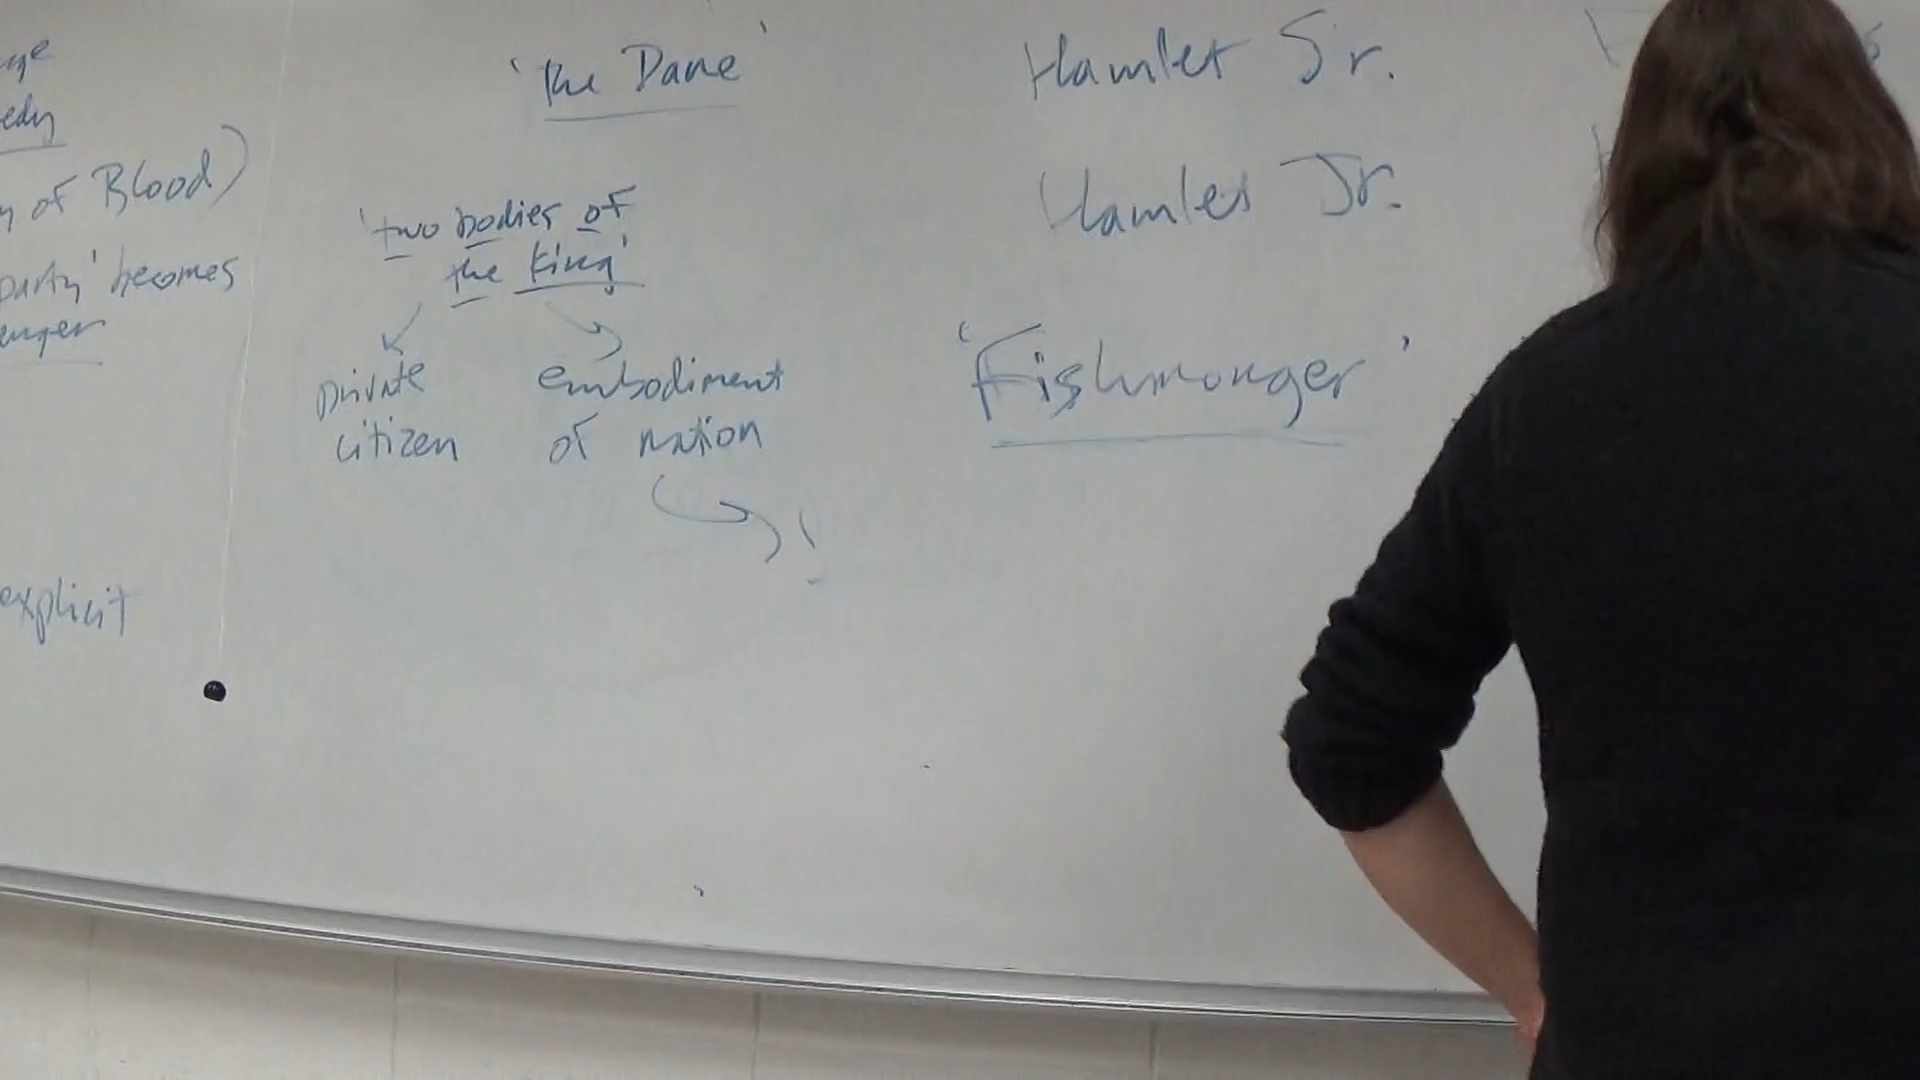 of Blood)
becomes
explicit
'the Dane'
'two bodies of
the King'
private
citizen
embodiment
of nation
!
Hamlet Sr.
Hamlet Jr.
'Fishmonger'